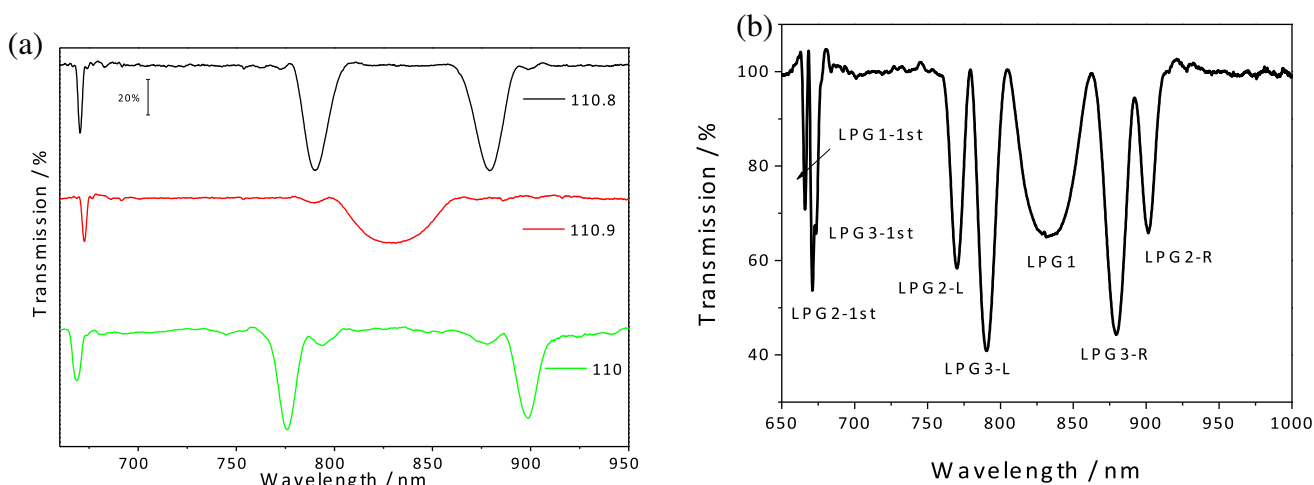 (a)
Transmission / %
20%
110.8
110.9
110
700
750
800
850
900
950
Wavelength / nm
(b)
Transmission / %
100
80
60
40
LPG1-1st
LPG3-1st
LPG2-1st
LPG2-L
LPG3-L
LPG1
LPG3-R
LPG2-R
650
700
750
800
850
900
950
1000
Wavelength / nm